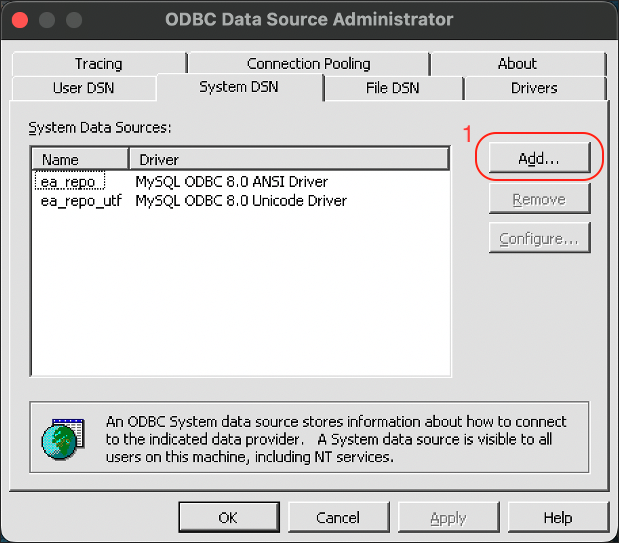 ODBC Data Source Administrator
Tracing
Connection Pooling
About
User DSN
System DSN
File DSN
Drivers
System Data Sources:
1
Name
Driver
Add...
ea_repo
MySQL ODBC 8.0 ANSI Driver
ea_repo_utf
MySQL ODBC 8.0 Unicode Driver
Remove
Configure...
An ODBC System data source stores information about how to connect
to the indicated data provider. A System data source is visible to all
users on this machine, including NT services.
OK
Cancel
Apply
Help